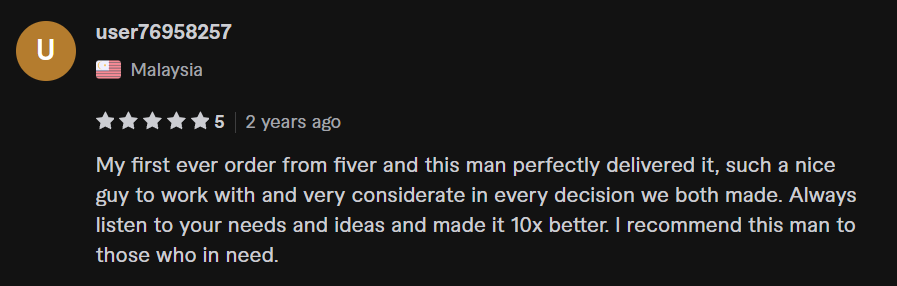 U
user76958257
Malaysia
5 | 2 years ago
My first ever order from fiver and this man perfectly delivered it, such a nice
guy to work with and very considerate in every decision we both made. Always
listen to your needs and ideas and made it 10x better. I recommend this man to
those who in need.